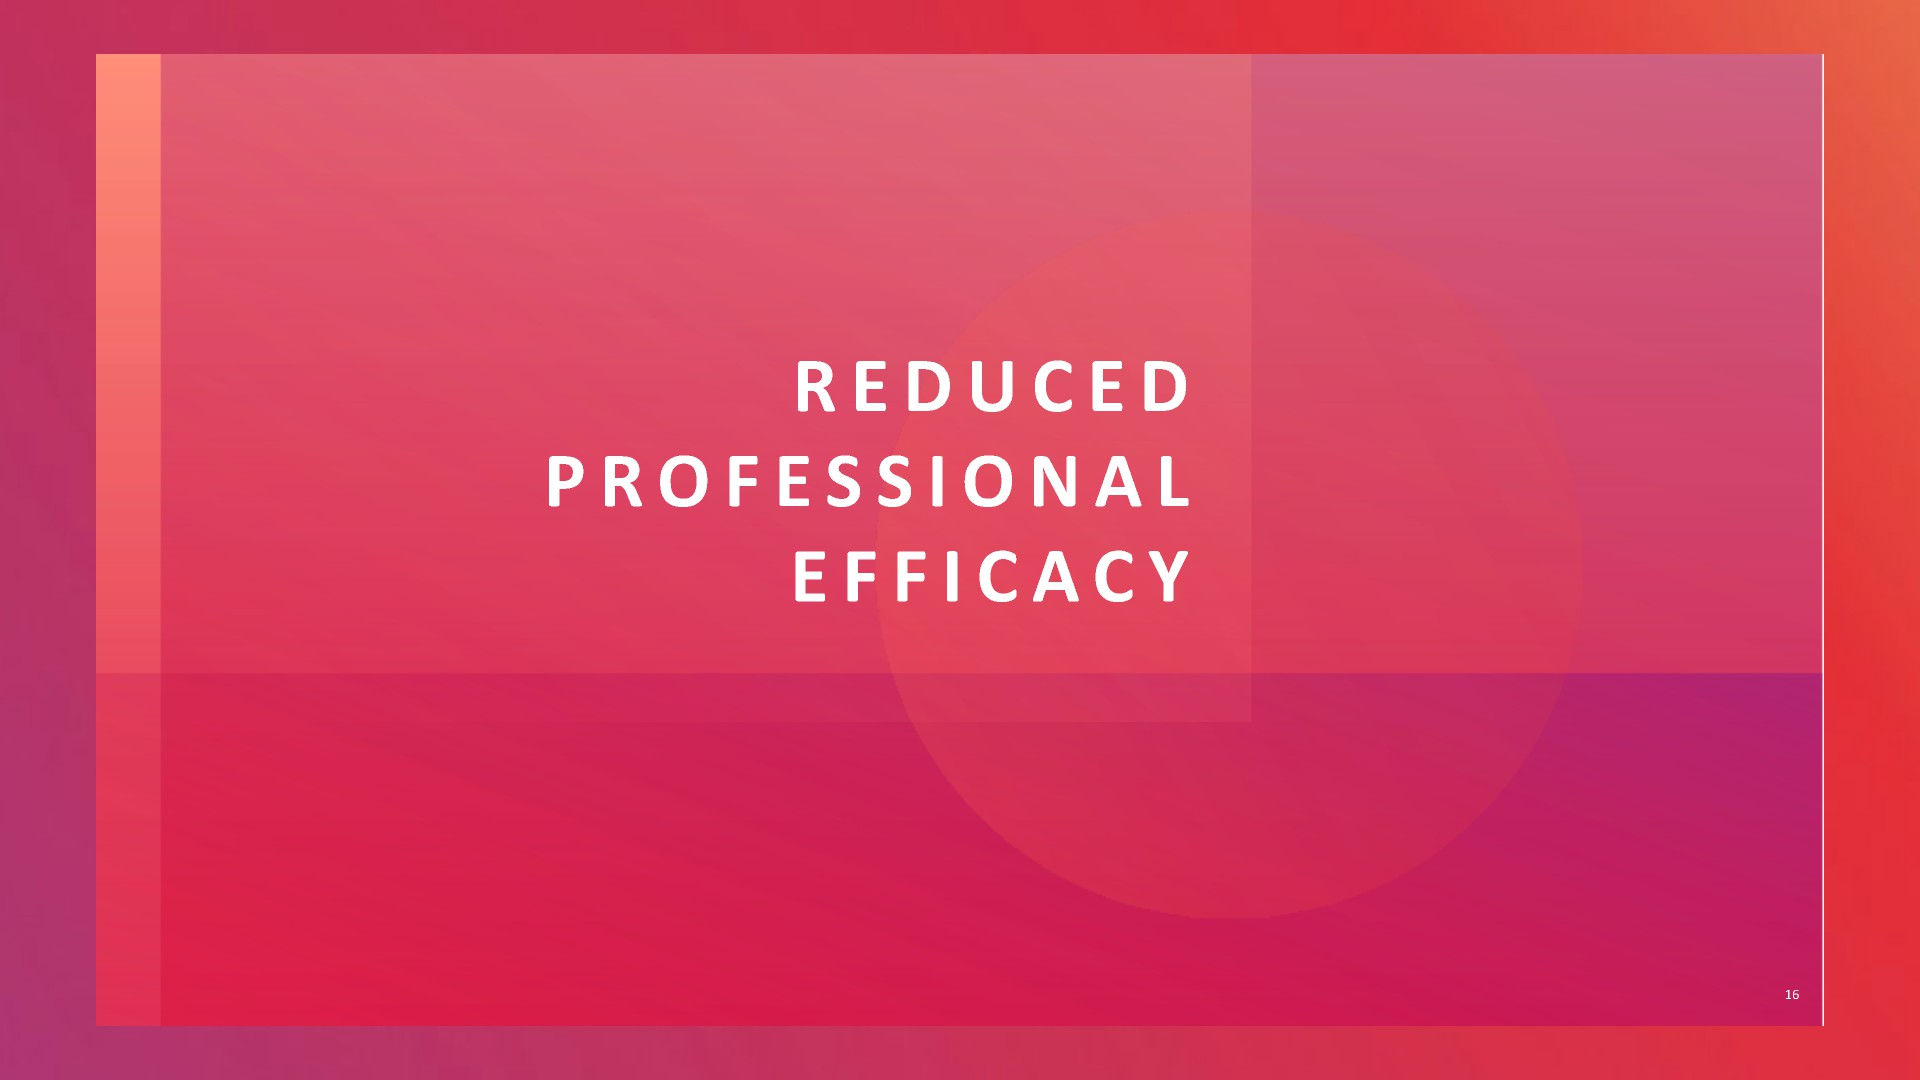 REDUCED
PROFESSIONAL
EFFICACY
16